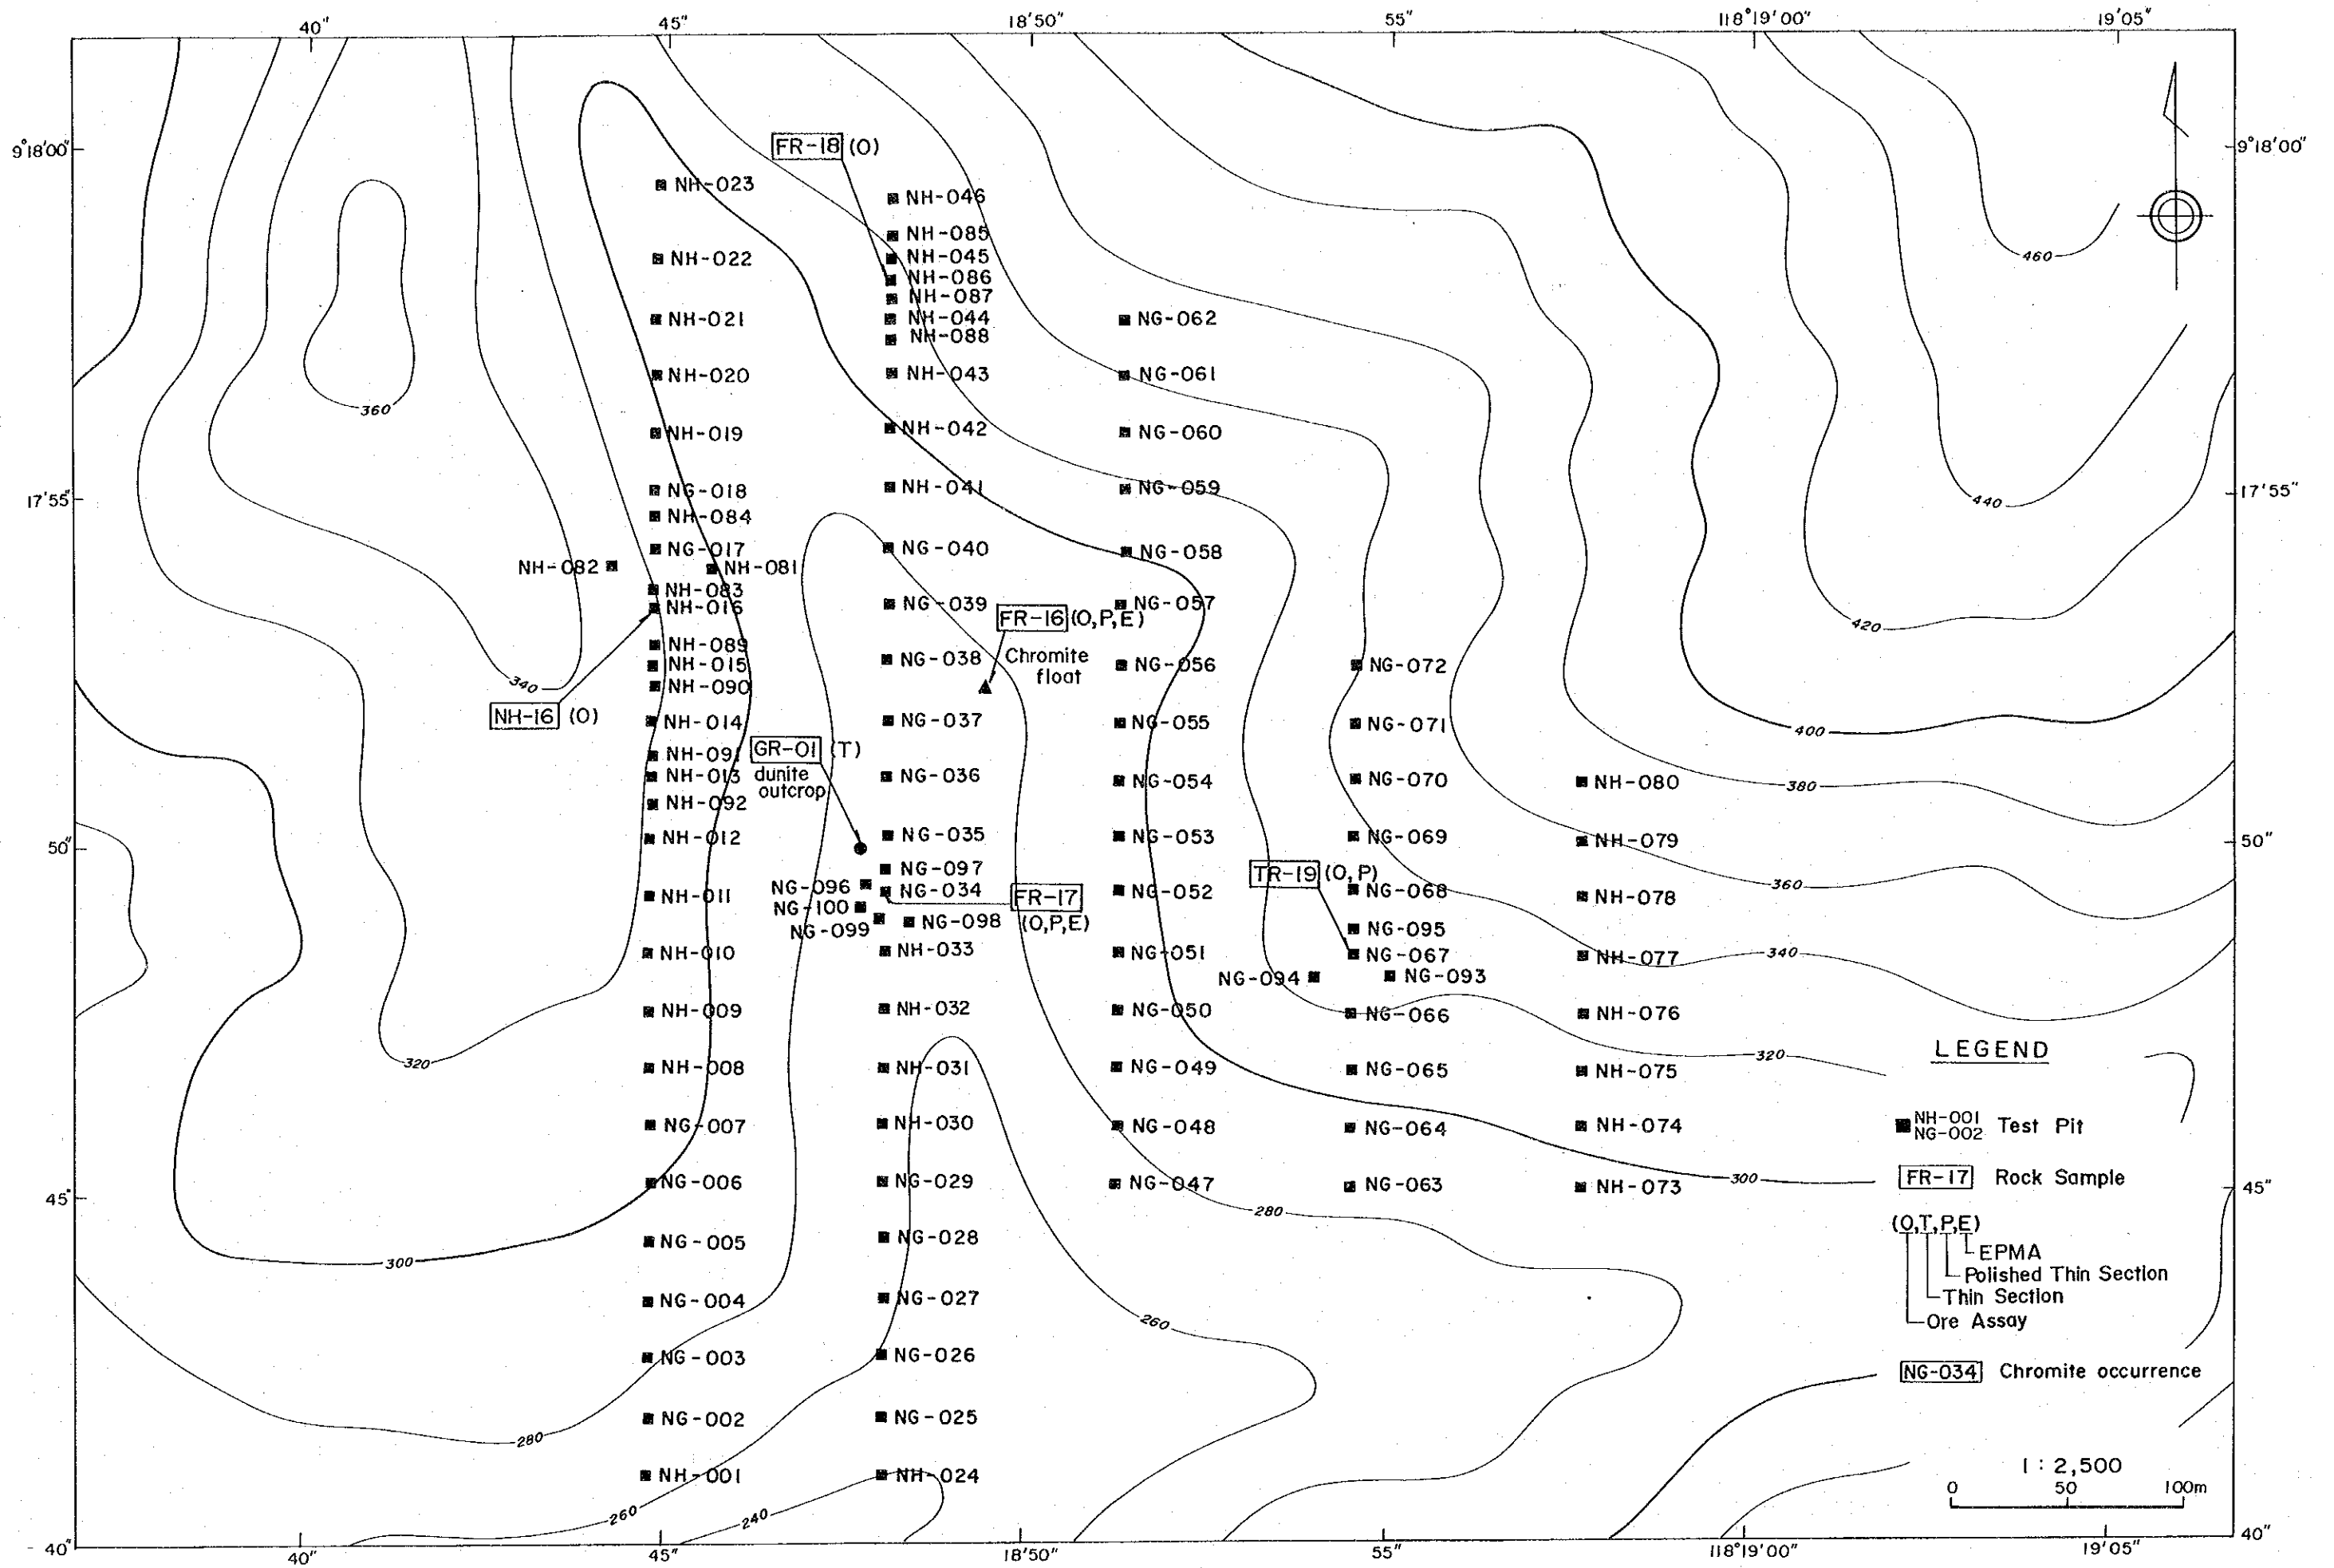 40"
45"
18'50"
55"
118°19'00"
19'05"
9°18'00"
9°18'00"
FR-18 (O)
NH-023
NH-046
NH-085
NH-022
NH-045
NH-086
NH-087
460
NH-021
NH-044
NG-062
NH-088
NH-020
NH-043
NG-061
360
NH-019
NH-042
NG-060
17'55"
NG-018
NH-041
NG-059
440
17'55"
NH-084
NG-017
NG-040
NG-058
NH-082
NH-081
NH-083
NH-016
NG-039
NG-057
FR-16 (O,P,E)
420
NH-089
NH-015
NG-038
Chromite
float
NG-056
NG-072
340
NH-090
NH-16 (O)
NH-014
NG-037
NG-055
NG-071
400
GR-01 (T)
dunite
outcrop
NH-091
NH-013
NG-036
NG-054
NG-070
NH-080
380
NH-092
50"
NH-012
NG-035
NG-053
NG-069
NH-079
50"
NG-097
TR-19 (O,P)
NG-096
NG-034
NG-052
NG-068
360
NH-011
FR-17
(O,P,E)
NH-078
NG-100
NG-099
NG-098
NG-095
NH-010
NH-033
NG-051
NG-067
NH-077
340
NG-094
NG-093
NH-009
NH-032
NG-050
NG-066
NH-076
320
320
NH-008
NH-031
NG-049
NG-065
NH-075
LEGEND
NG-007
NH-030
NG-048
NG-064
NH-074
NH-001
NG-002 Test Pit
45"
NG-006
NG-029
NG-047
NG-063
NH-073
300
FR-17 Rock Sample
45"
280
NG-005
NG-028
(O,T,P,E)
EPMA
Polished Thin Section
Thin Section
Ore Assay
300
NG-004
NG-027
260
NG-003
NG-026
NG-034 Chromite occurrence
NG-002
NG-025
280
NH-001
NH-024
1 : 2,500
0 50 100m
260
240
40"
40"
40"
45"
18'50"
55"
118°19'00"
19'05"